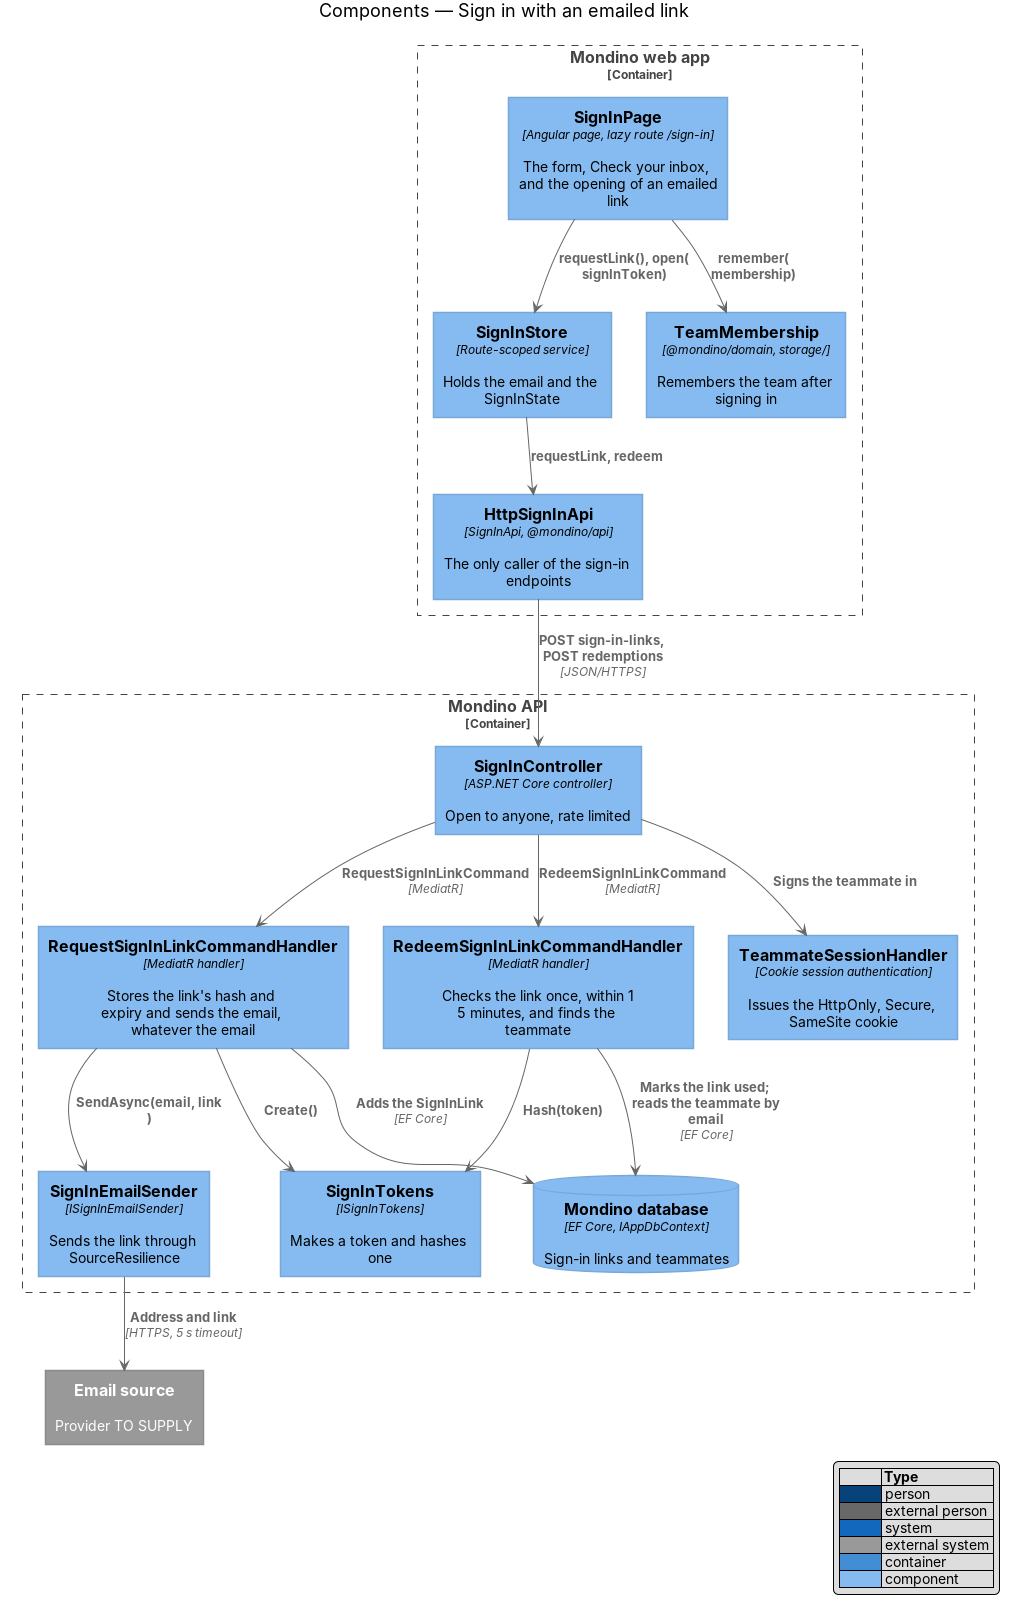 Components — Sign in with an emailed link
Mondino web app
[Container]
SignInPage
[Angular page, lazy route /sign-in]
The form, Check your inbox,
and the opening of an emailed
link
requestLink(), open(
signInToken)
remember(
membership)
SignInStore
[Route-scoped service]
Holds the email and the
SignInState
TeamMembership
[@mondino/domain, storage/]
Remembers the team after
signing in
requestLink, redeem
HttpSignInApi
[SignInApi, @mondino/api]
The only caller of the sign-in
endpoints
POST sign-in-links,
POST redemptions
[JSON/HTTPS]
Mondino API
[Container]
SignInController
[ASP.NET Core controller]
Open to anyone, rate limited
RequestSignInLinkCommand
[MediatR]
RedeemSignInLinkCommand
[MediatR]
Signs the teammate in
RequestSignInLinkCommandHandler
[MediatR handler]
Stores the link's hash and
expiry and sends the email,
whatever the email
RedeemSignInLinkCommandHandler
[MediatR handler]
Checks the link once, within 1
5 minutes, and finds the
teammate
TeammateSessionHandler
[Cookie session authentication]
Issues the HttpOnly, Secure,
SameSite cookie
SendAsync(email, link
)
Create()
Adds the SignInLink
[EF Core]
Hash(token)
Marks the link used;
reads the teammate by
email
[EF Core]
SignInEmailSender
[ISignInEmailSender]
Sends the link through
SourceResilience
SignInTokens
[ISignInTokens]
Makes a token and hashes
one
Mondino database
[EF Core, IAppDbContext]
Sign-in links and teammates
Address and link
[HTTPS, 5 s timeout]
Email source
Provider TO SUPPLY
Type
person
external person
system
external system
container
component